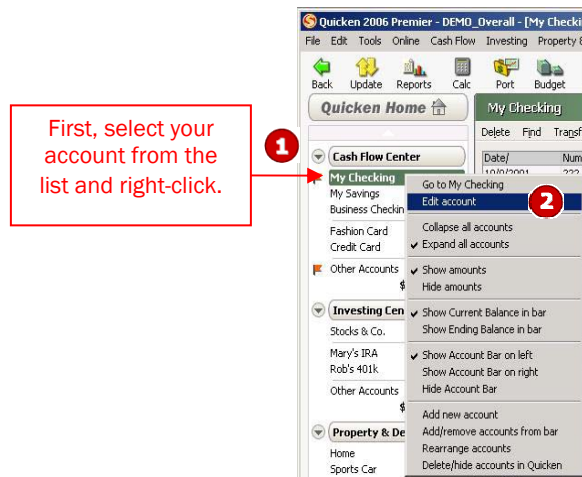 Quicken 2006 Premier - DEMO_Overall - [My Checki
File Edit Tools Online Cash Flow Investing Property &
Back Update Reports Calc Port Budget
Quicken Home My Checking
Delete Find Transf
First, select your
account from the
list and right-click.
1
Cash Flow Center
Date/ Num
My Checking
10/0/2001 222
My Savings
Business Checkin
Fashion Card
Credit Card
Other Accounts
$
Investing Cen
Stocks & Co.
Mary's IRA
Rob's 401k
Other Accounts
$
Property & De
Home
Sports Car
Go to My Checking
Edit account
2
Collapse all accounts
Expand all accounts
Show amounts
Hide amounts
Show Current Balance in bar
Show Ending Balance in bar
Show Account Bar on left
Show Account Bar on right
Hide Account Bar
Add new account
Add/remove accounts from bar
Rearrange accounts
Delete/hide accounts in Quicken